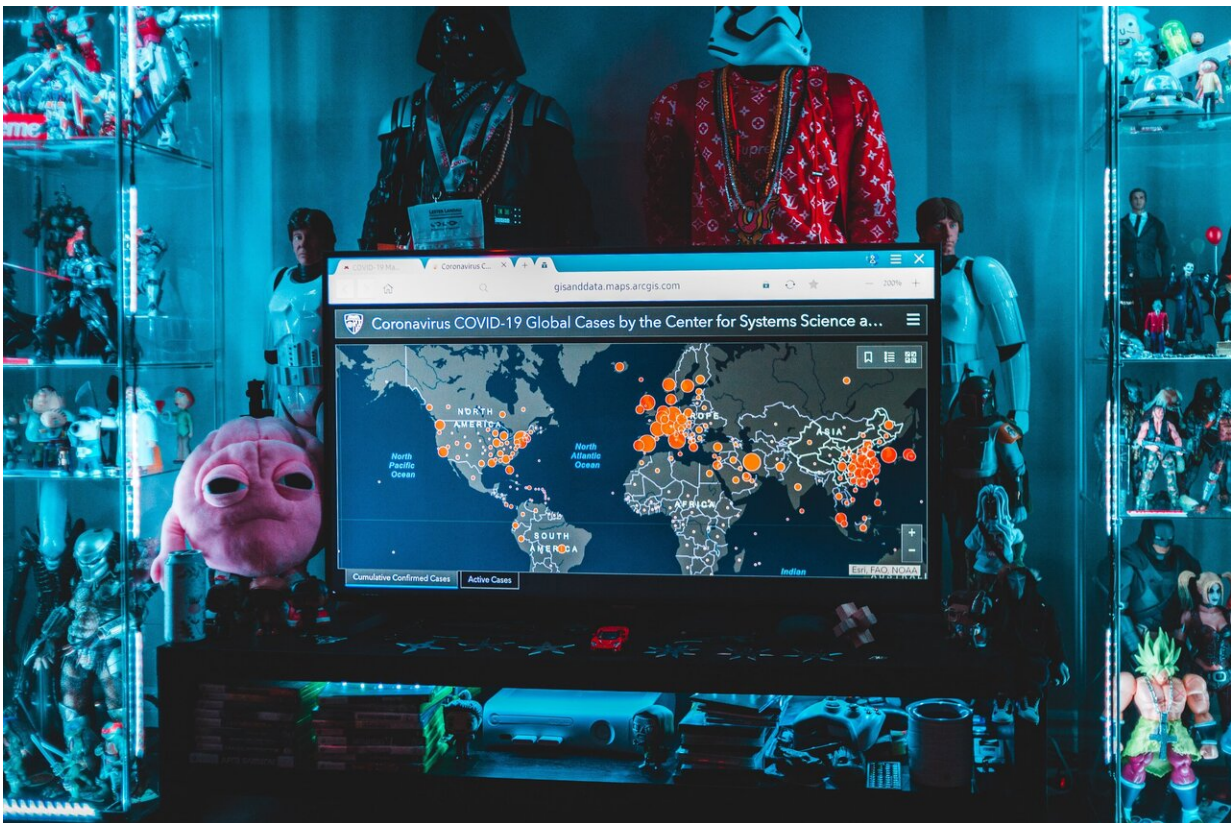 eme
Supreme
COVID-19 Ma...
Coronavirus C...
gisanddata.maps.arcgis.com
200%
Coronavirus COVID-19 Global Cases by the Center for Systems Science a...
NORTH
AMERICA
ASIA
North
Pacific
Ocean
North
Atlantic
Ocean
AFRICA
SOUTH
AMERICA
Indian
Esri, FAO, NOAA
Cumulative Confirmed Cases
Active Cases